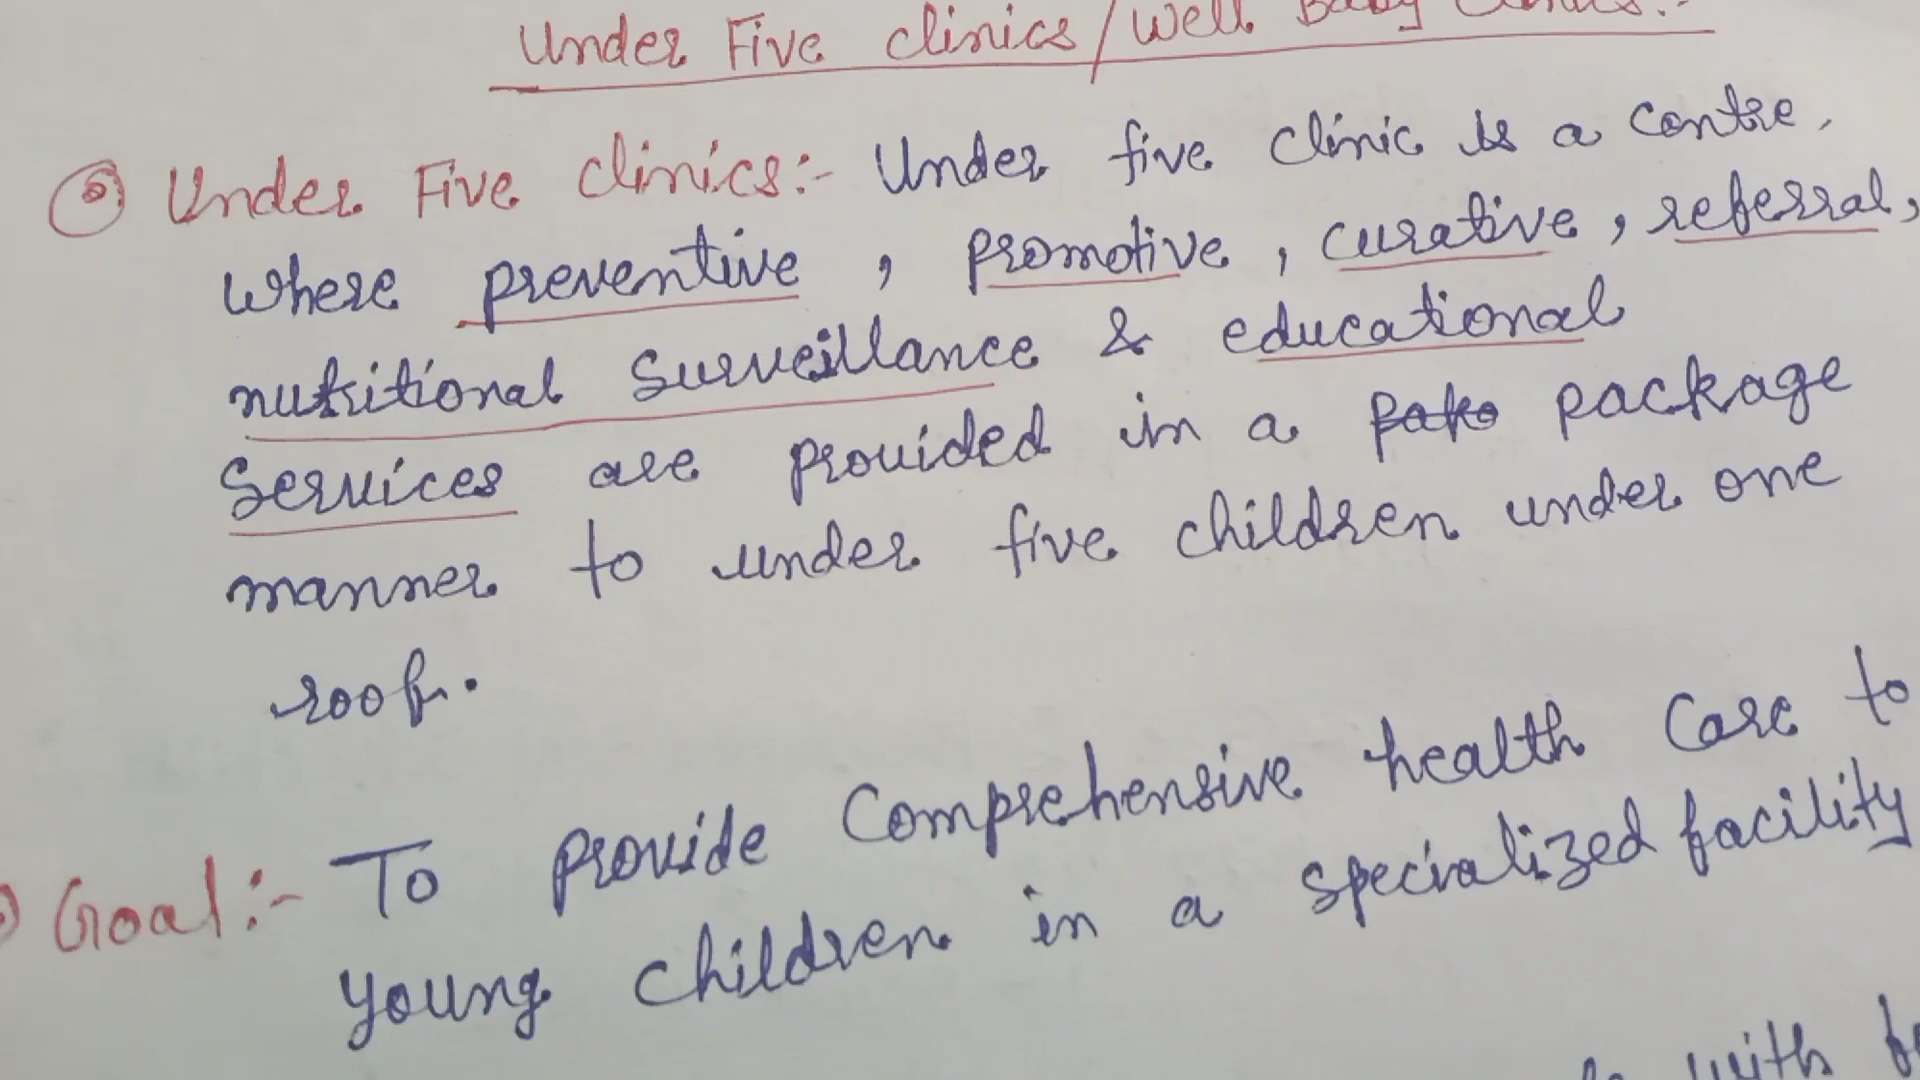 Under Five clinics/Well Baby Clinics:-
Under Five clinics:- Under five clinic is a centre,
where preventive, promotive, curative, referral,
nutritional surveillance & educational
services are provided in a package
manner to under five children under one
roof.
Goal:- To provide comprehensive health care to
young children in a specialized facility
with